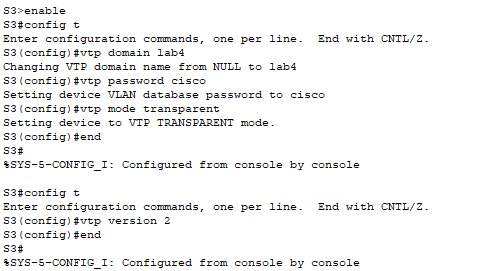 S3>enable
S3#config t
Enter configuration commands, one per line.  End with CNTL/Z.
S3(config)#vtp domain lab4
Changing VTP domain name from NULL to lab4
S3(config)#vtp password cisco
Setting device VLAN database password to cisco
S3(config)#vtp mode transparent
Setting device to VTP TRANSPARENT mode.
S3(config)#end
S3#
%SYS-5-CONFIG_I: Configured from console by console

S3#config t
Enter configuration commands, one per line.  End with CNTL/Z.
S3(config)#vtp version 2
S3(config)#end
S3#
%SYS-5-CONFIG_I: Configured from console by console